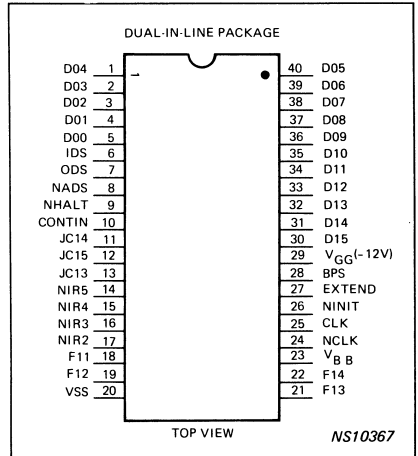 DUAL-IN-LINE PACKAGE
D04 1 40 D05
D03 2 39 D06
D02 3 38 D07
D01 4 37 D08
D00 5 36 D09
IDS 6 35 D10
ODS 7 34 D11
NADS 8 33 D12
NHALT 9 32 D13
CONTIN 10 31 D14
JC14 11 30 D15
JC15 12 29 VGG(-12V)
JC13 13 28 BPS
NIR5 14 27 EXTEND
NIR4 15 26 NINIT
NIR3 16 25 CLK
NIR2 17 24 NCLK
F11 18 23 VBB
F12 19 22 F14
VSS 20 21 F13
TOP VIEW
NS10367